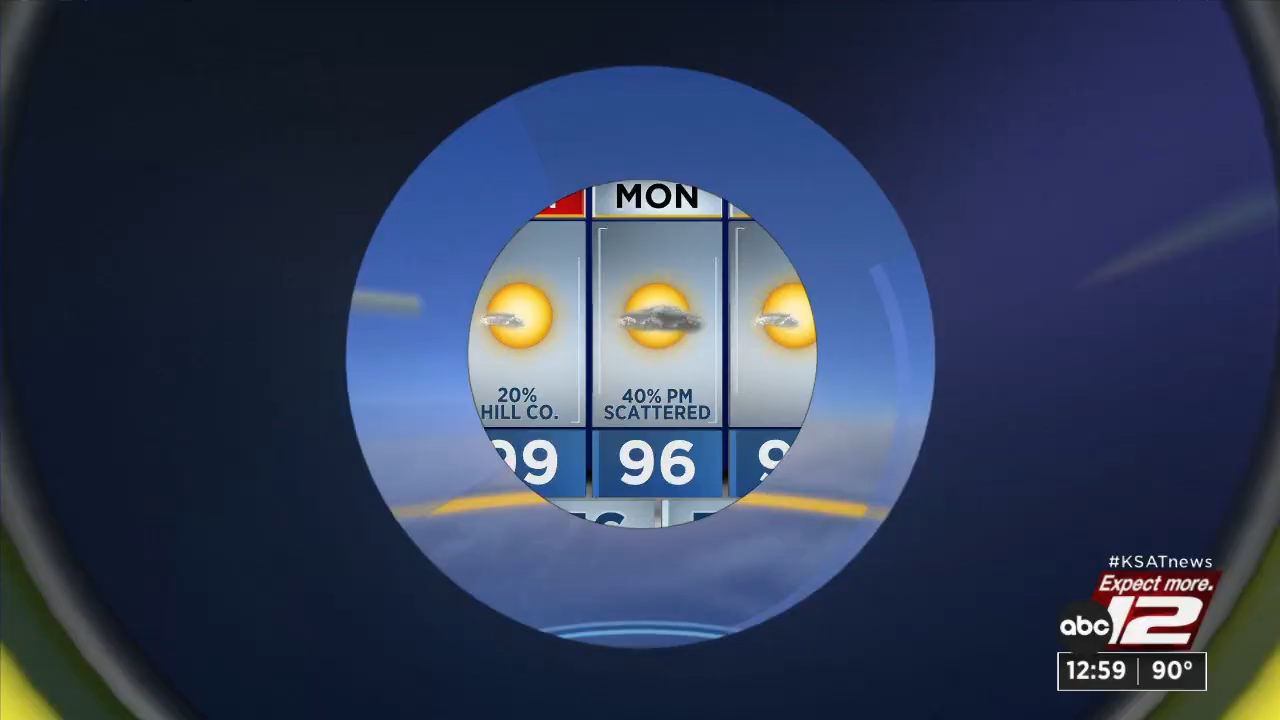 MON
20%
HILL CO.
40% PM
SCATTERED
96
#KSATnews
Expect more.
abc 12
12:59 90°